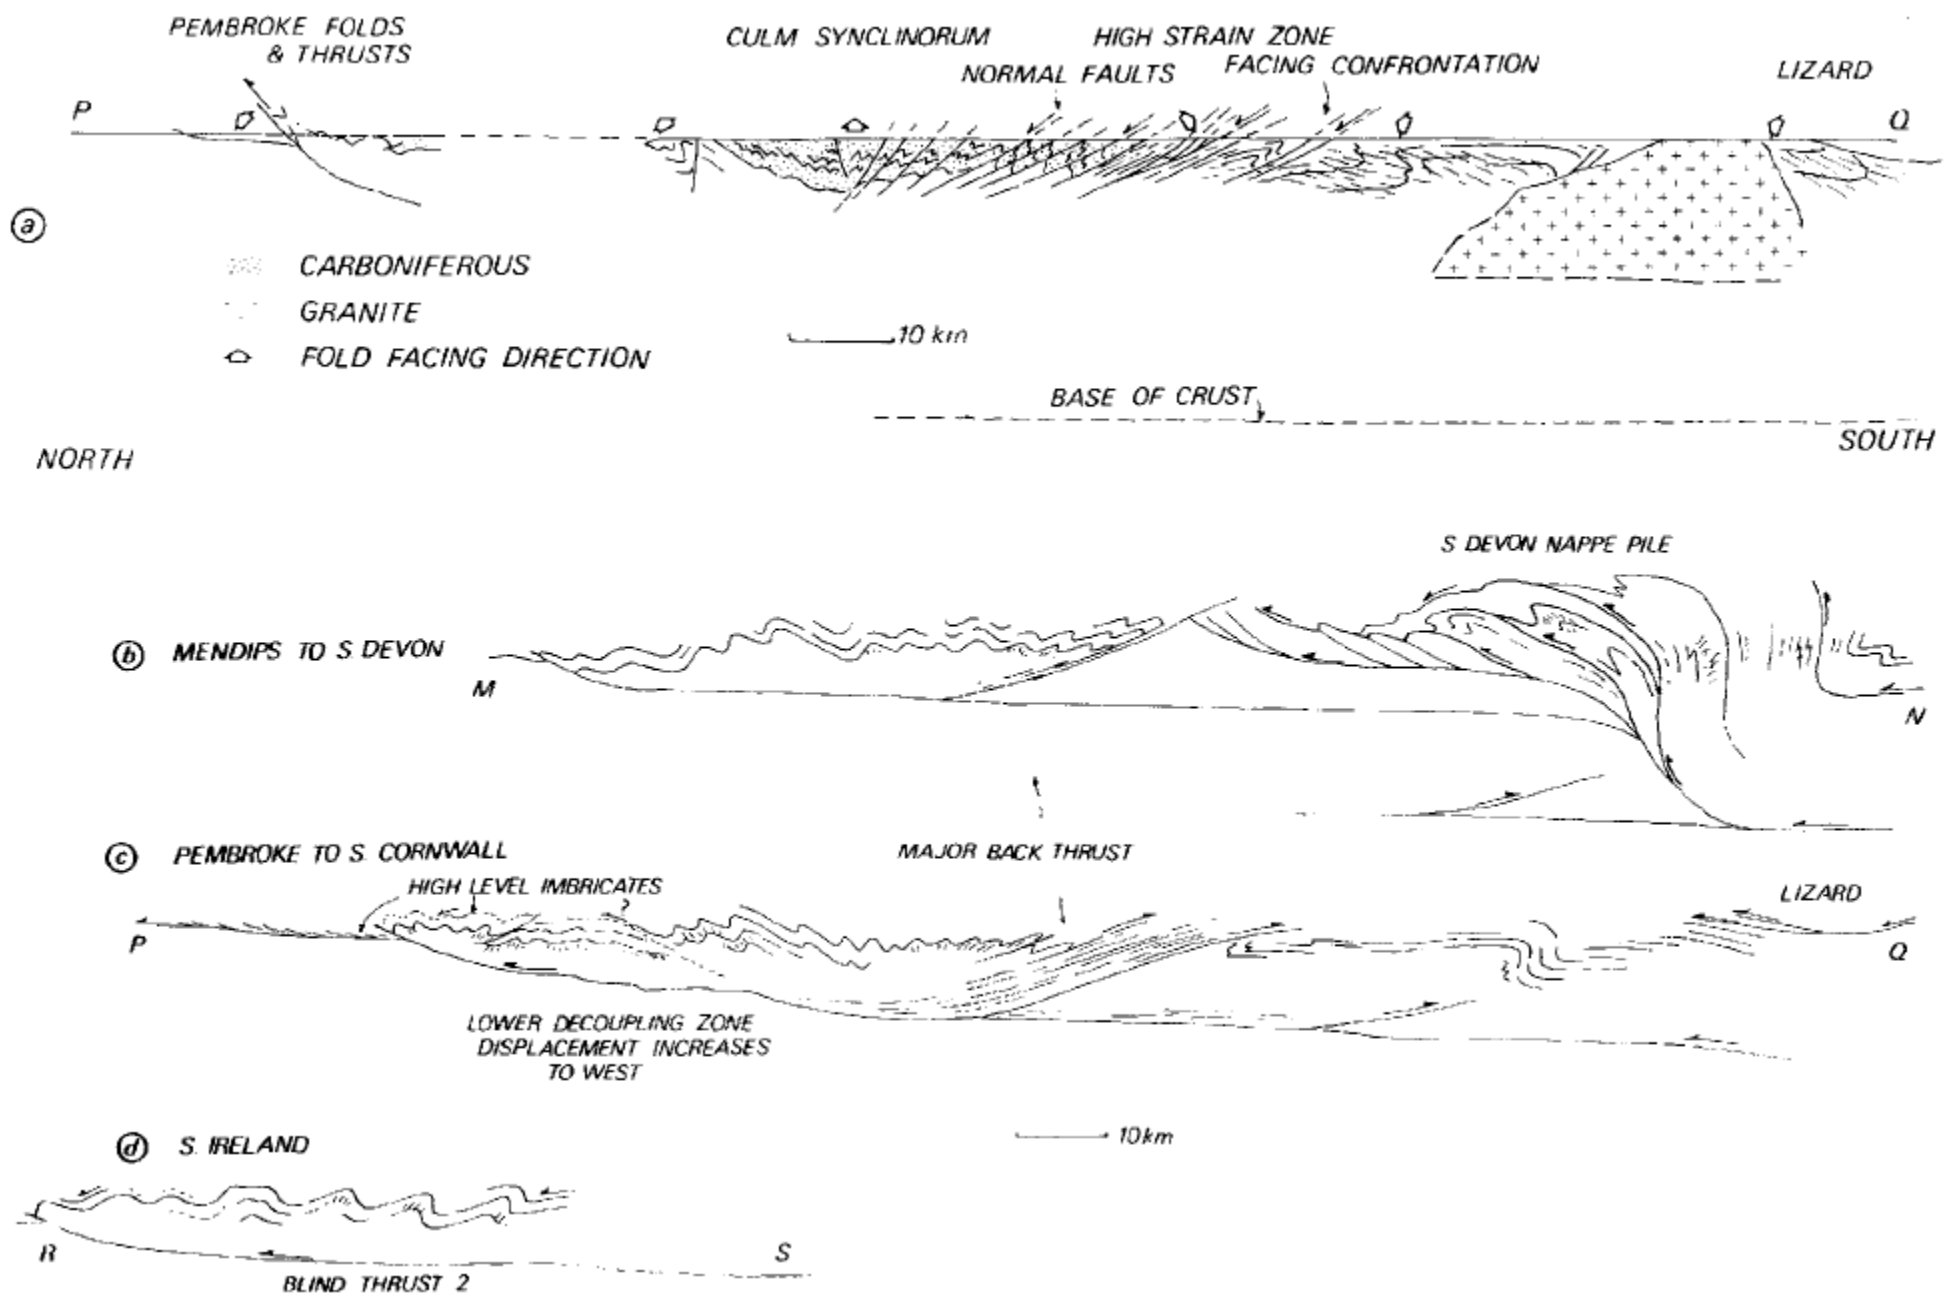 PEMBROKE FOLDS
& THRUSTS
CULM SYNCLINORUM
HIGH STRAIN ZONE
NORMAL FAULTS
FACING CONFRONTATION
LIZARD
P
Q
a
CARBONIFEROUS
GRANITE
FOLD FACING DIRECTION
10 km
BASE OF CRUST
NORTH
SOUTH
S DEVON NAPPE PILE
b MENDIPS TO S. DEVON
M
N
c PEMBROKE TO S. CORNWALL
MAJOR BACK THRUST
HIGH LEVEL IMBRICATES
?
LIZARD
P
Q
LOWER DECOUPLING ZONE
DISPLACEMENT INCREASES
TO WEST
10 km
d S. IRELAND
R
S
BLIND THRUST 2